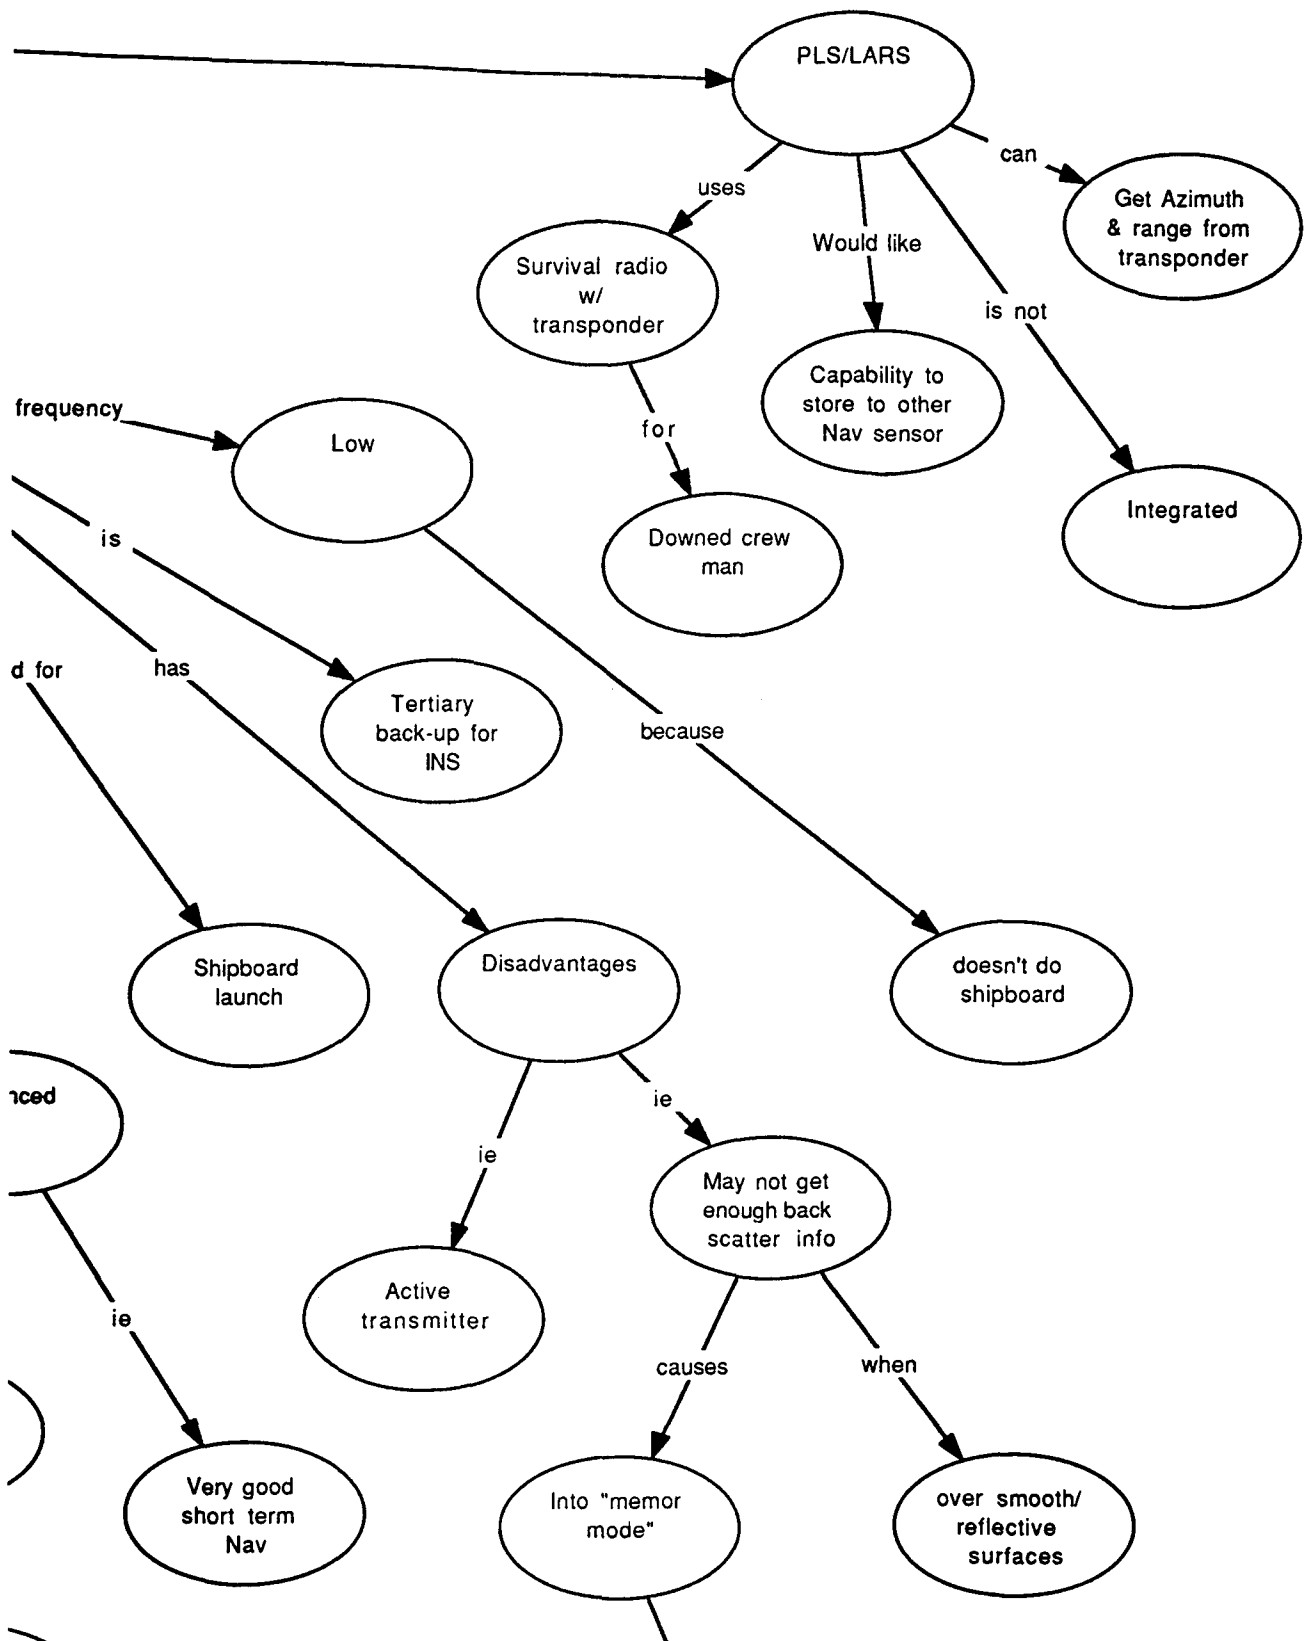 PLS/LARS
can
uses
Get Azimuth
& range from
transponder
Would like
Survival radio
w/
transponder
is not
Capability to
store to other
Nav sensor
frequency
Low
for
Integrated
Downed crew
man
is
d for
has
Tertiary
back-up for
INS
because
Shipboard
launch
Disadvantages
doesn't do
shipboard
nced
ie
ie
May not get
enough back
scatter info
Active
transmitter
ie
causes
when
Very good
short term
Nav
Into "memor
mode"
over smooth/
reflective
surfaces